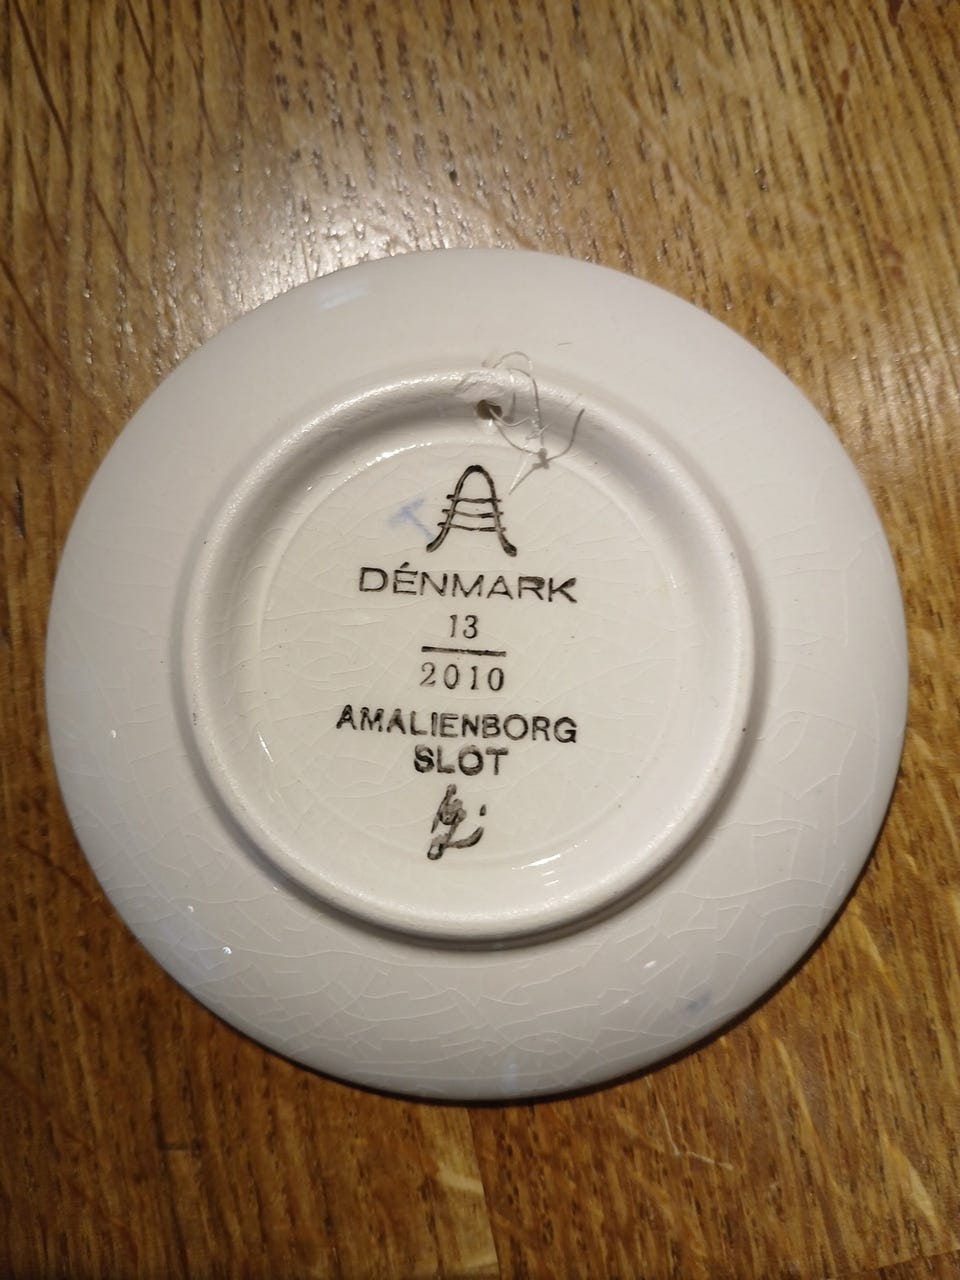 A
DÉNMARK
13
2010
AMALIENBORG
SLOT